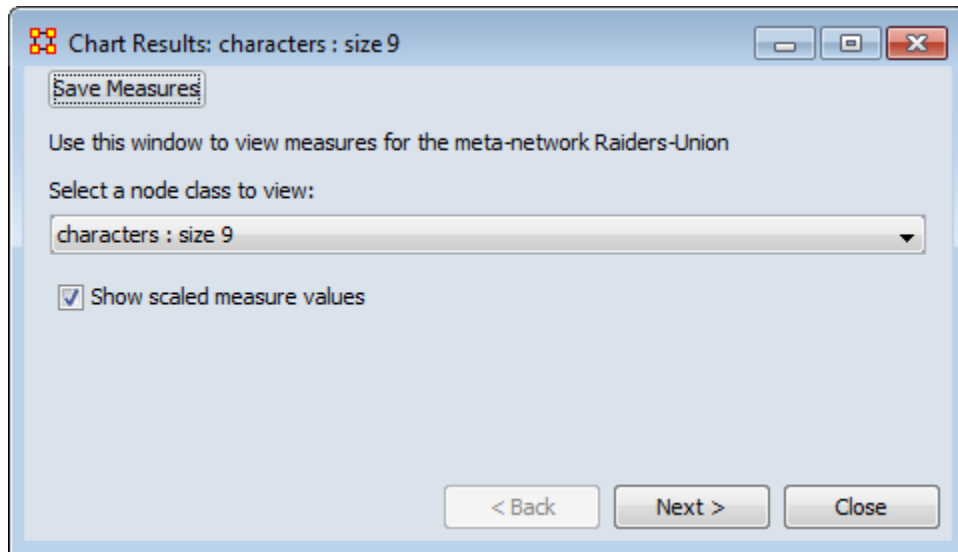 Chart Results: characters : size 9
Save Measures
Use this window to view measures for the meta-network Raiders-Union
Select a node class to view:
characters : size 9
Show scaled measure values
< Back Next > Close